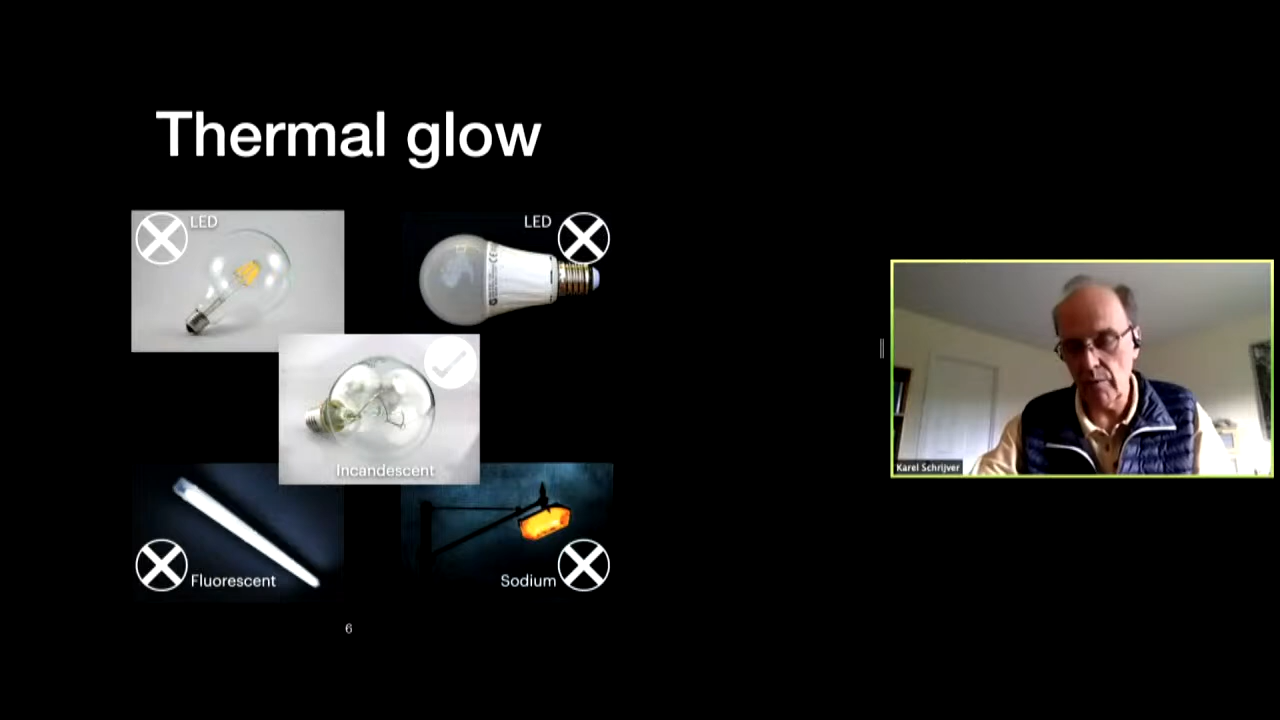 Thermal glow
LED
LED
Incandescent
Fluorescent
Sodium
6
Karel Schrijver